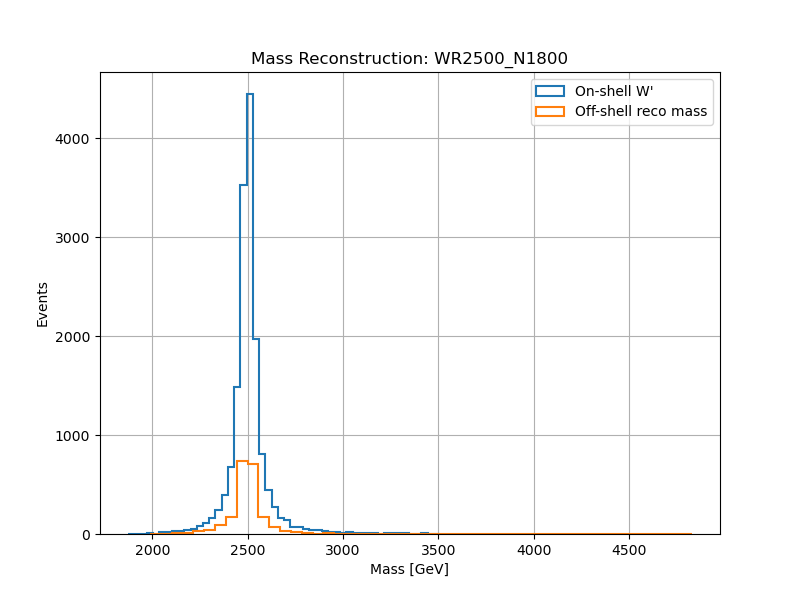 Mass Reconstruction: WR2500_N1800
On-shell W'
Off-shell reco mass
4000
3000
2000
1000
0
Events
2000 2500 3000 3500 4000 4500
Mass [GeV]